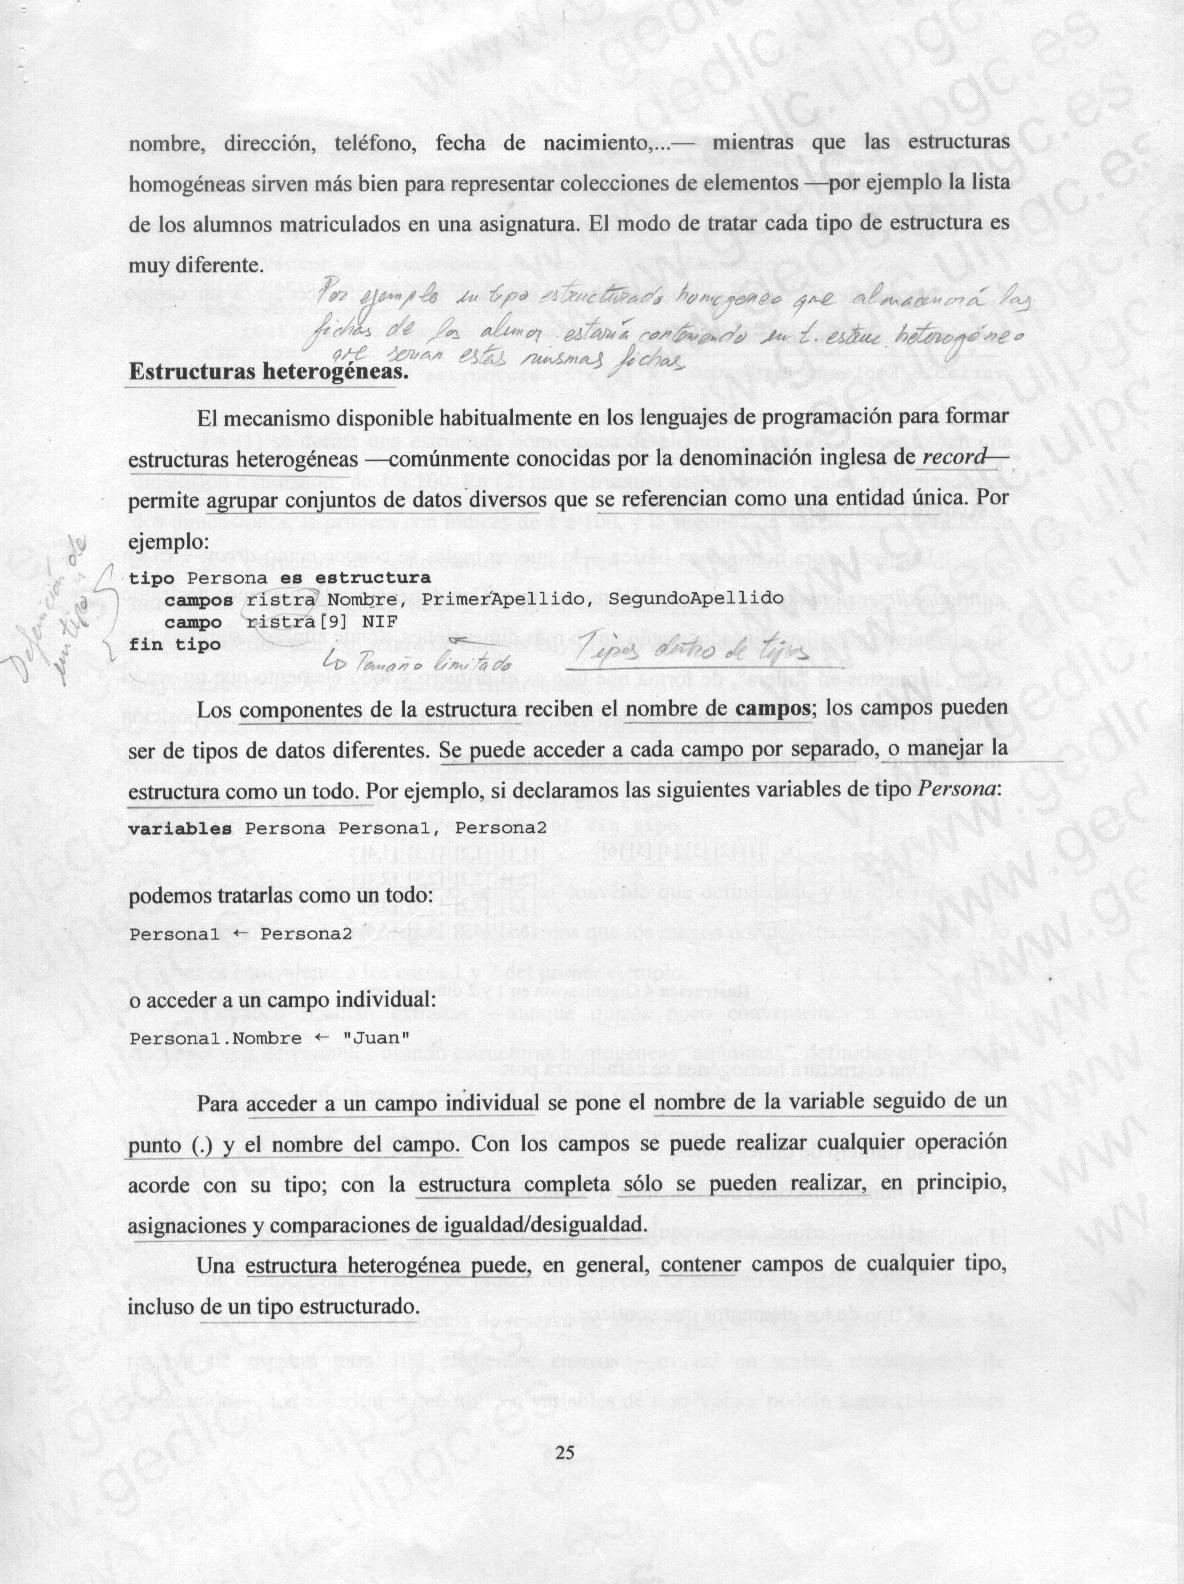 nombre, dirección, teléfono, fecha de nacimiento,...— mientras que las estructuras
homogéneas sirven más bien para representar colecciones de elementos —por ejemplo la lista
de los alumnos matriculados en una asignatura. El modo de tratar cada tipo de estructura es
muy diferente.
Por ejemplo un tipo estructurado homogeneo que almacenará las
fichas de los alumnos estaría conteniendo un t. estruc. heterogéneo
que serían estas mismas fichas.
Estructuras heterogéneas.
El mecanismo disponible habitualmente en los lenguajes de programación para formar
estructuras heterogéneas —comúnmente conocidas por la denominación inglesa de record—
permite agrupar conjuntos de datos diversos que se referencian como una entidad única. Por
ejemplo:
Definición de
un tipo
tipo Persona es estructura
campos ristra Nombre, PrimerApellido, SegundoApellido
campo ristra[9] NIF
fin tipo
Tamaño limitado
Tipos dentro de tipos
Los componentes de la estructura reciben el nombre de campos; los campos pueden
ser de tipos de datos diferentes. Se puede acceder a cada campo por separado, o manejar la
estructura como un todo. Por ejemplo, si declaramos las siguientes variables de tipo Persona:
variables Persona Persona1, Persona2
podemos tratarlas como un todo:
Persona1 ← Persona2
o acceder a un campo individual:
Persona1.Nombre ← "Juan"
Para acceder a un campo individual se pone el nombre de la variable seguido de un
punto (.) y el nombre del campo. Con los campos se puede realizar cualquier operación
acorde con su tipo; con la estructura completa sólo se pueden realizar, en principio,
asignaciones y comparaciones de igualdad/desigualdad.
Una estructura heterogénea puede, en general, contener campos de cualquier tipo,
incluso de un tipo estructurado.
25
www.gedlc.ulpgc.es